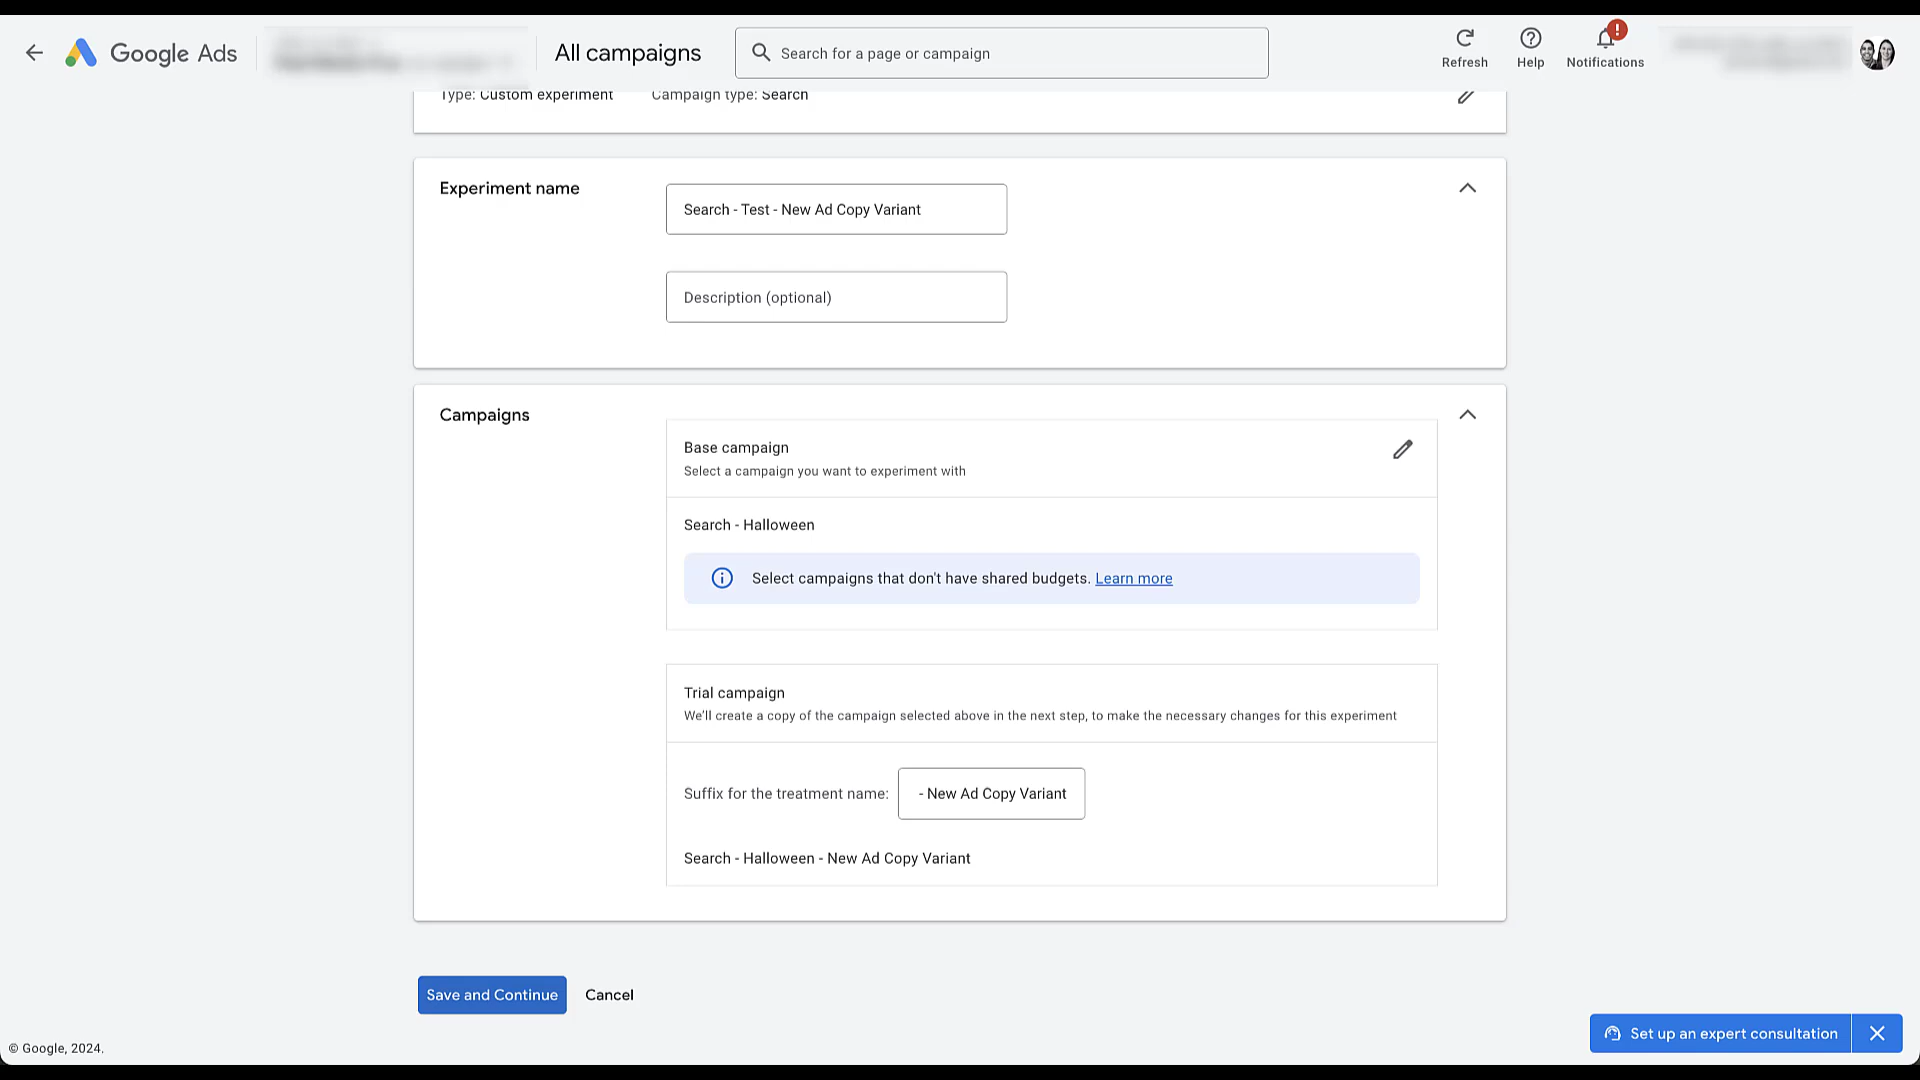 Google Ads
All campaigns
Search for a page or campaign
Refresh
Help
!
Notifications
Type: Custom experiment
Campaign type: Search
Experiment name
Search - Test - New Ad Copy Variant
Description (optional)
Campaigns
Base campaign
Select a campaign you want to experiment with
Search - Halloween
Select campaigns that don't have shared budgets. Learn more
Trial campaign
We'll create a copy of the campaign selected above in the next step, to make the necessary changes for this experiment
Suffix for the treatment name: - New Ad Copy Variant
Search - Halloween - New Ad Copy Variant
Save and Continue
Cancel
Set up an expert consultation
© Google, 2024.